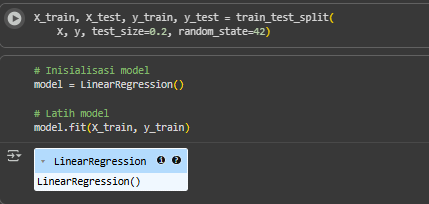 X_train, X_test, y_train, y_test = train_test_split(
    X, y, test_size=0.2, random_state=42)
# Inisialisasi model
model = LinearRegression()
# Latih model
model.fit(X_train, y_train)
LinearRegression i ?
LinearRegression()